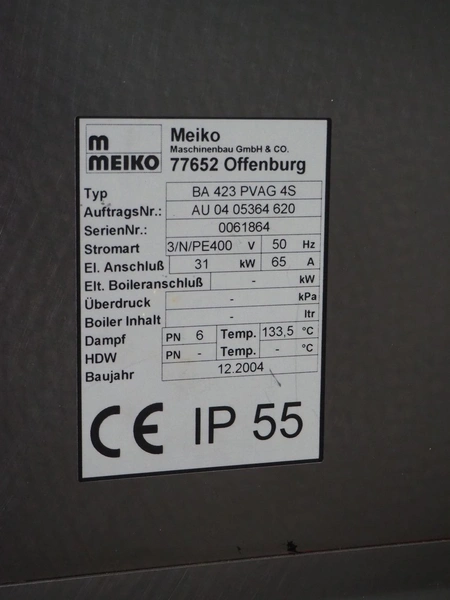 m
MEIKO
Meiko
Maschinenbau GmbH & CO.
77652 Offenburg
Typ BA 423 PVAG 4S
AuftragsNr.: AU 04 05364 620
SerienNr.: 0061864
Stromart 3/N/PE400 V 50 Hz
El. Anschluß 31 kW 65 A
Elt. Boileranschluß - kW
Überdruck - kPa
Boiler Inhalt - ltr
Dampf PN 6 Temp. 133,5 °C
HDW PN - Temp. - °C
Baujahr 12.2004
CE IP 55